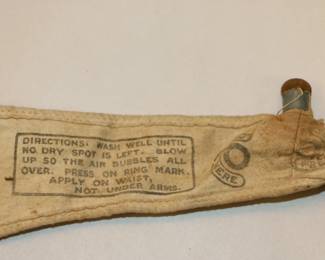 DIRECTIONS: WASH WELL UNTIL
NO DRY SPOT IS LEFT. BLOW
UP SO THE AIR BUBBLES ALL
OVER. PRESS ON RING MARK.
APPLY ON WAIST,
NOT UNDER ARMS.
HERE.